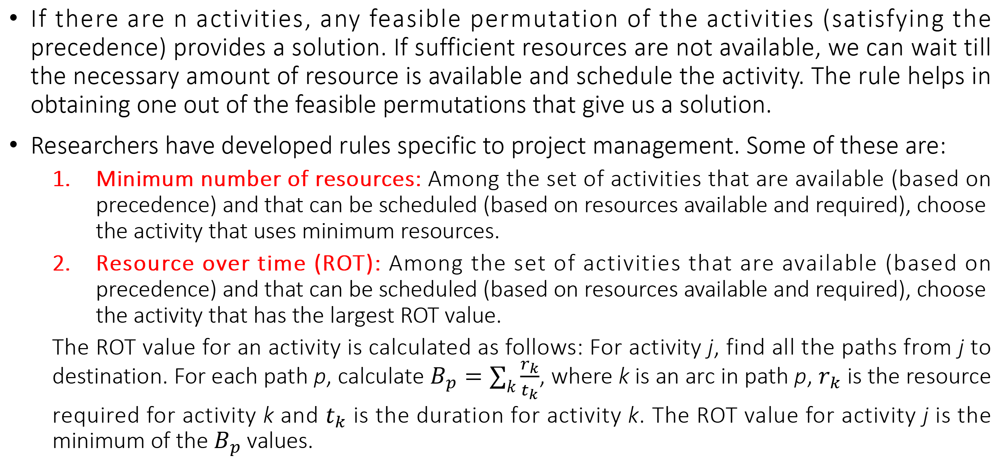 • If there are n activities, any feasible permutation of the activities (satisfying the
precedence) provides a solution. If sufficient resources are not available, we can wait till
the necessary amount of resource is available and schedule the activity. The rule helps in
obtaining one out of the feasible permutations that give us a solution.
• Researchers have developed rules specific to project management. Some of these are:
1. Minimum number of resources: Among the set of activities that are available (based on
precedence) and that can be scheduled (based on resources available and required), choose
the activity that uses minimum resources.
2. Resource over time (ROT): Among the set of activities that are available (based on
precedence) and that can be scheduled (based on resources available and required), choose
the activity that has the largest ROT value.
The ROT value for an activity is calculated as follows: For activity j, find all the paths from j to
destination. For each path p, calculate $B_p = \sum_k \frac{r_k}{t_k}$, where k is an arc in path p, $r_k$ is the resource
required for activity k and $t_k$ is the duration for activity k. The ROT value for activity j is the
minimum of the $B_p$ values.